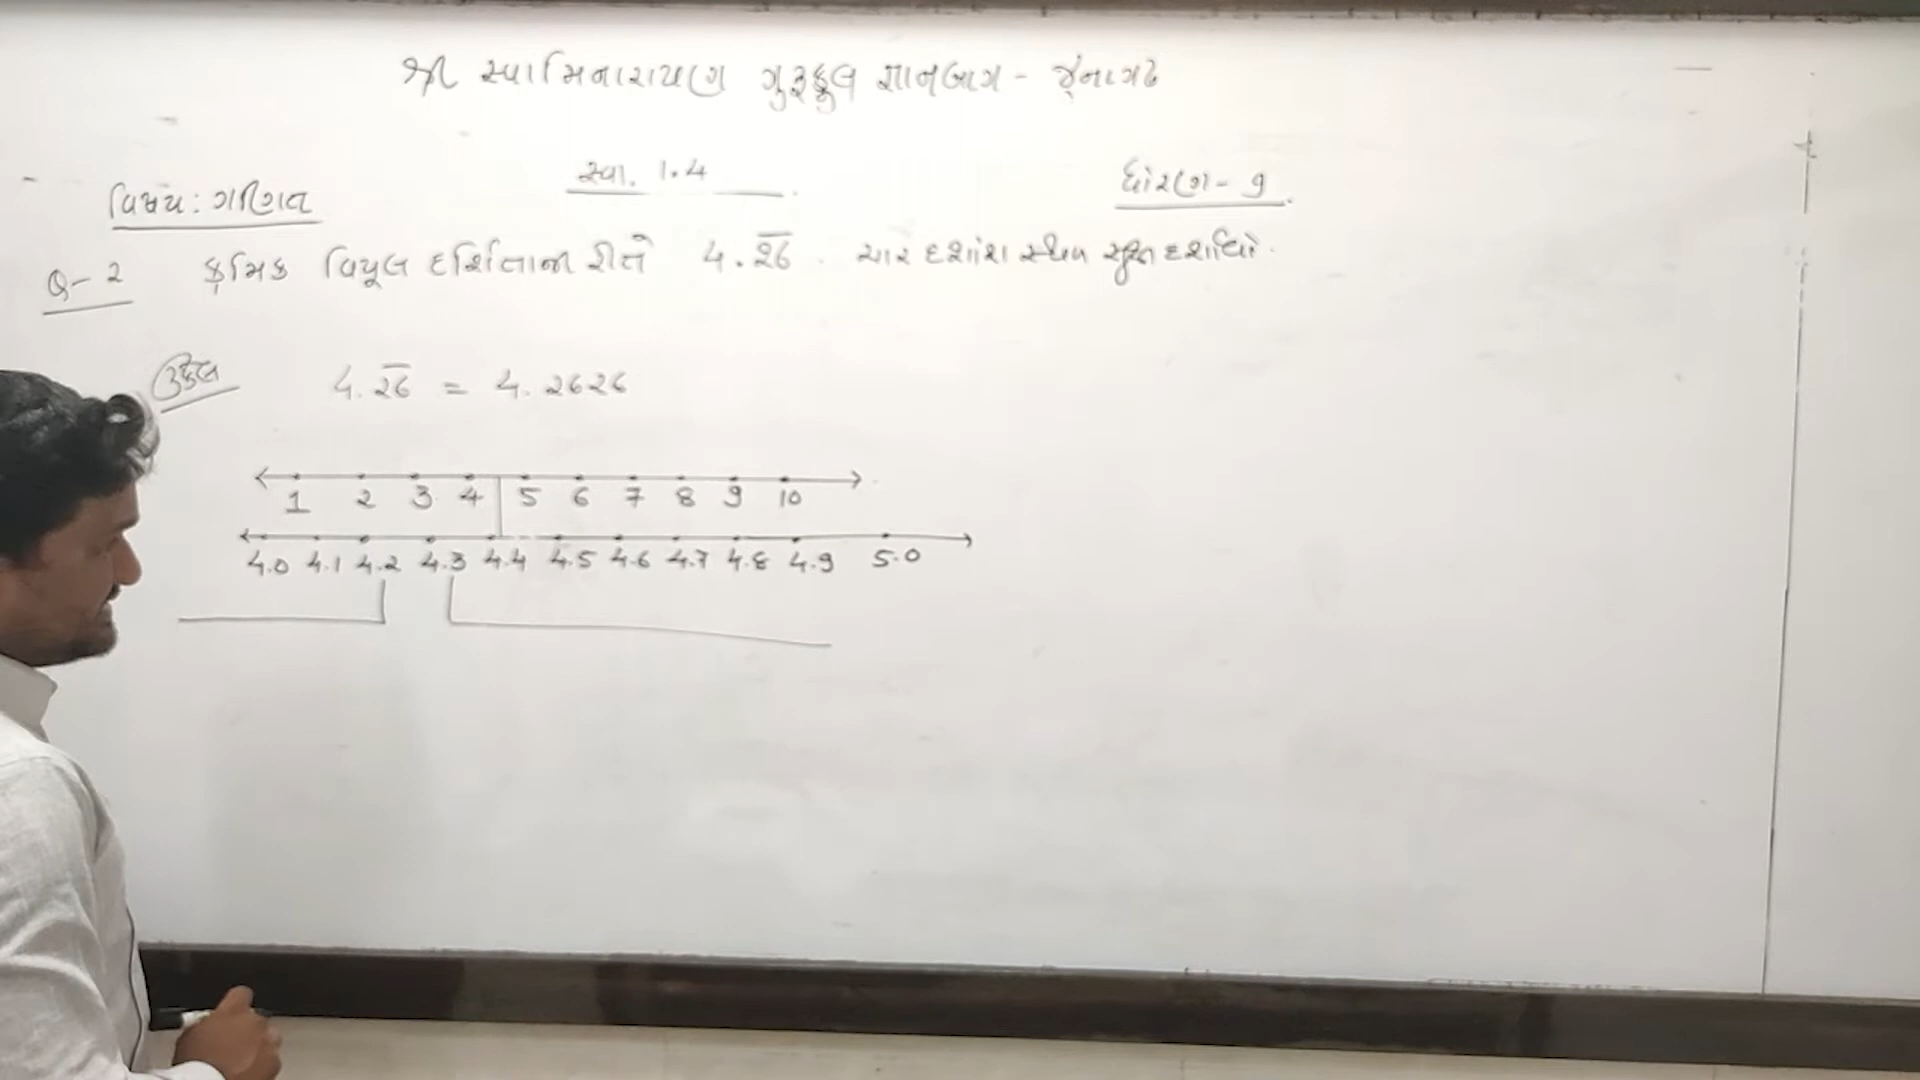 શ્રી સ્વામિનારાયણ ગુરુકુલ જ્ઞાનબાગ - જૂનાગઢ
સ્વા. 1.4
ધોરણ - 9
વિષય : ગણિત
Q-2 ક્રમિક વિપુલ દર્શિતાની રીતે 4.2̅6̅ ચાર દશાંશ સ્થળ સુધી દર્શાવો.
ઉકેલ 4.2̅6̅ = 4.2626
1 2 3 4 5 6 7 8 9 10
4.0 4.1 4.2 4.3 4.4 4.5 4.6 4.7 4.8 4.9 5.0